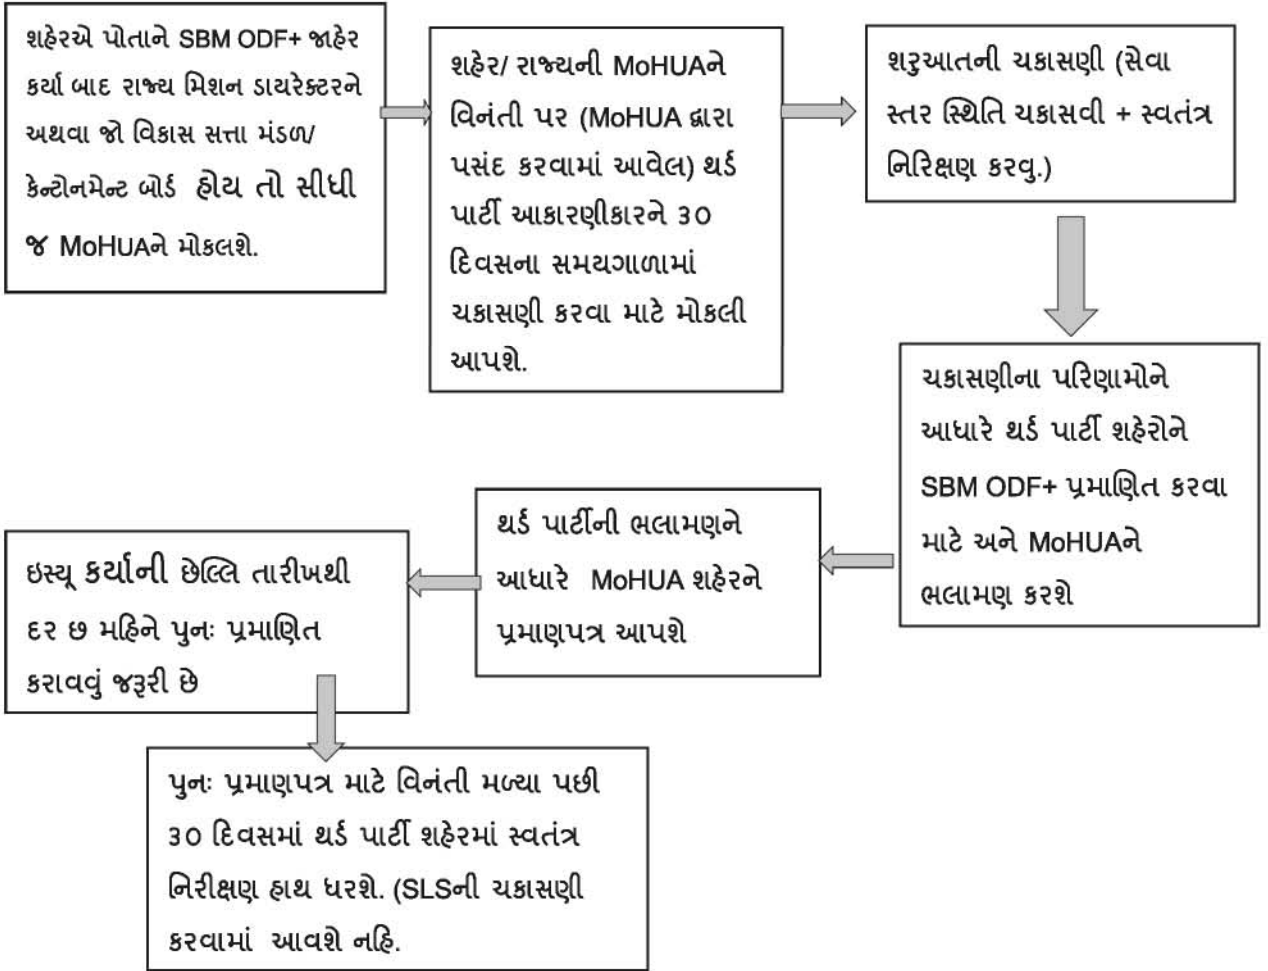 શહેરએ પોતાને SBM ODF+ જાહેર
કર્યા બાદ રાજ્ય મિશન ડાયરેક્ટરને
અથવા જો વિકાસ સત્તા મંડળ/
કેન્ટોનમેન્ટ બોર્ડ હોય તો સીધી
જ MoHUAને મોકલશે.
શહેર/ રાજ્યની MoHUAને
વિનંતી પર (MoHUA દ્વારા
પસંદ કરવામાં આવેલ) થર્ડ
પાર્ટી આકારણીકારને ૩૦
દિવસના સમયગાળામાં
ચકાસણી કરવા માટે મોકલી
આપશે.
શરુઆતની ચકાસણી (સેવા
સ્તર સ્થિતિ ચકાસવી + સ્વતંત્ર
નિરિક્ષણ કરવુ.)
ચકાસણીના પરિણામોને
આધારે થર્ડ પાર્ટી શહેરોને
SBM ODF+ પ્રમાણિત કરવા
માટે અને MoHUAને
ભલામણ કરશે
થર્ડ પાર્ટીની ભલામણને
આધારે MoHUA શહેરને
પ્રમાણપત્ર આપશે
ઇસ્યૂ કર્યાની છેલ્લિ તારીખથી
દર છ મહિને પુનઃ પ્રમાણિત
કરાવવું જરૂરી છે
પુનઃ પ્રમાણપત્ર માટે વિનંતી મળ્યા પછી
૩૦ દિવસમાં થર્ડ પાર્ટી શહેરમાં સ્વતંત્ર
નિરીક્ષણ હાથ ધરશે. (SLSની ચકાસણી
કરવામાં આવશે નહિ.